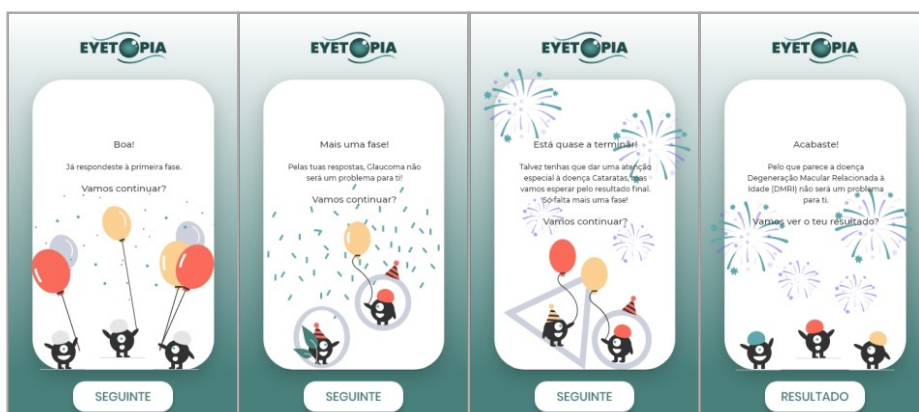 EYETOPIA
Boa!
Já respondeste à primeira fase.
Vamos continuar?
SEGUINTE
EYETOPIA
Mais uma fase!
Pelas tuas respostas, Glaucoma não
será um problema para ti!
Vamos continuar?
SEGUINTE
EYETOPIA
Está quase a terminar!
Talvez tenhas que dar uma atenção
especial à doença Cataratas, mas
vamos esperar pelo resultado final.
Só falta mais uma fase!
Vamos continuar?
SEGUINTE
EYETOPIA
Acabaste!
Pelo que parece a doença
Degeneração Macular Relacionada à
Idade (DMRI) não será um problema
para ti.
Vamos ver o teu resultado?
RESULTADO